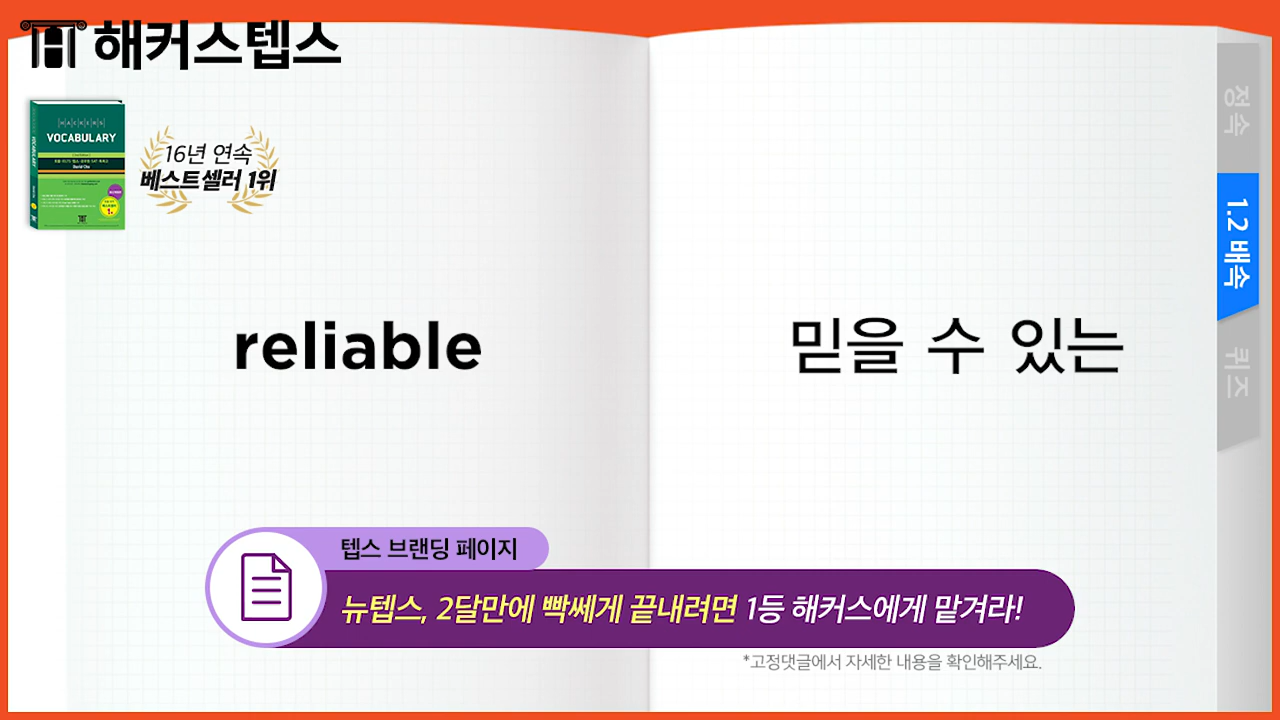 해커스텝스
HACKERS
VOCABULARY
16년 연속
베스트셀러 1위
reliable
믿을 수 있는
정속
1.2 배속
퀴즈
텝스 브랜딩 페이지
뉴텝스, 2달만에 빡쎄게 끝내려면 1등 해커스에게 맡겨라!
*고정댓글에서 자세한 내용을 확인해주세요.